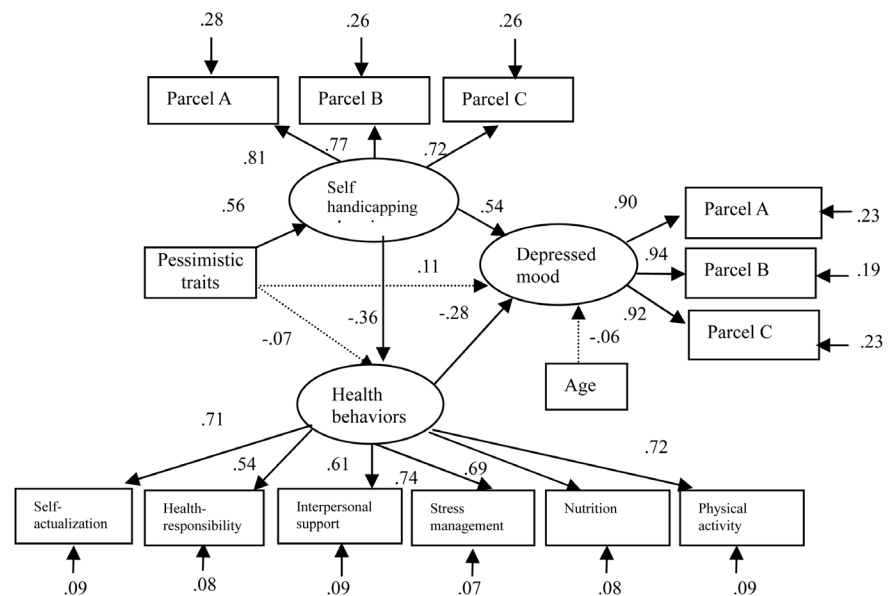 .28
.26
.26
Parcel A
Parcel B
Parcel C
.81
.77
.72
Self
handicapping
.56
.54
.90
Parcel A
.23
Pessimistic
traits
.11
Depressed
mood
.94
Parcel B
.19
-.07
-.36
-.28
.92
Parcel C
.23
-.06
Age
Health
behaviors
.71
.54
.61
.74
.69
.72
Self-
actualization
Health-
responsibility
Interpersonal
support
Stress
management
Nutrition
Physical
activity
.09
.08
.09
.07
.08
.09